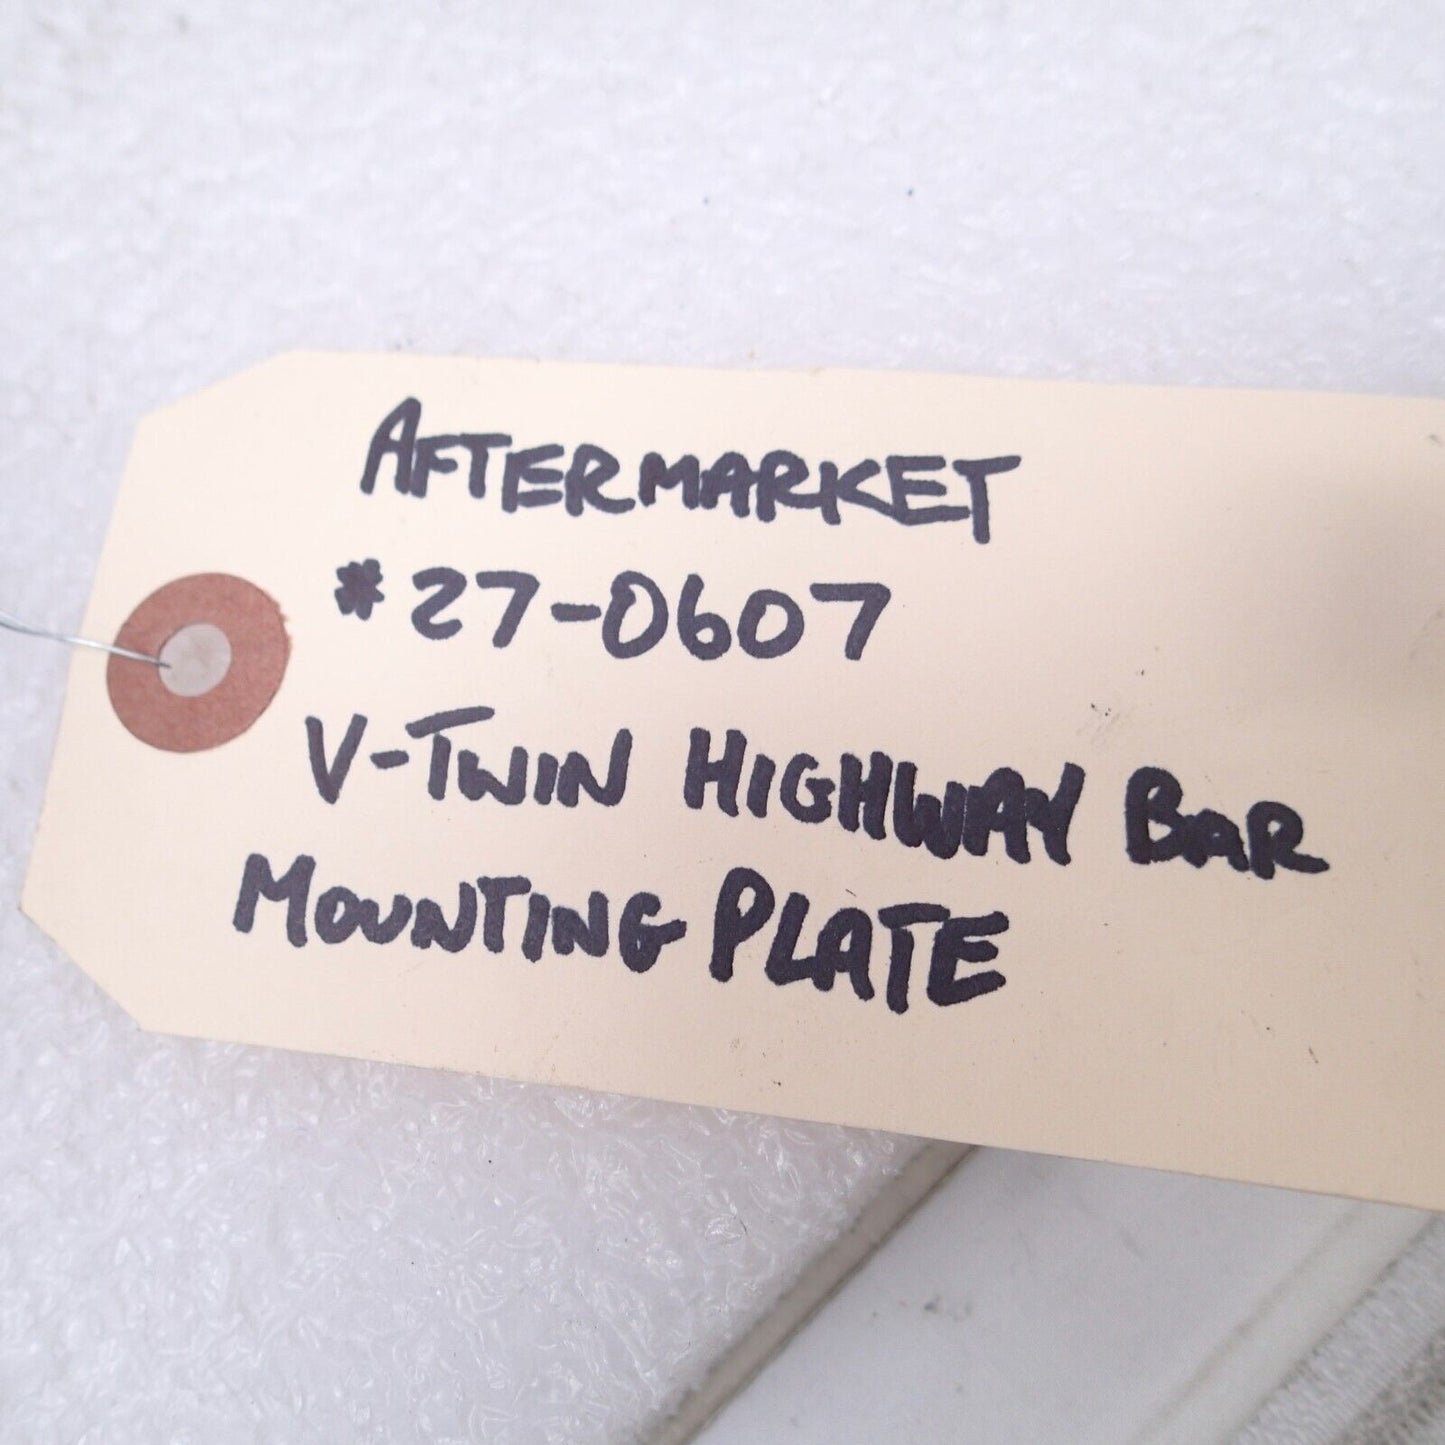 AFTERMARKET
*27-0607
V-TWIN HIGHWAY BAR
MOUNTING PLATE